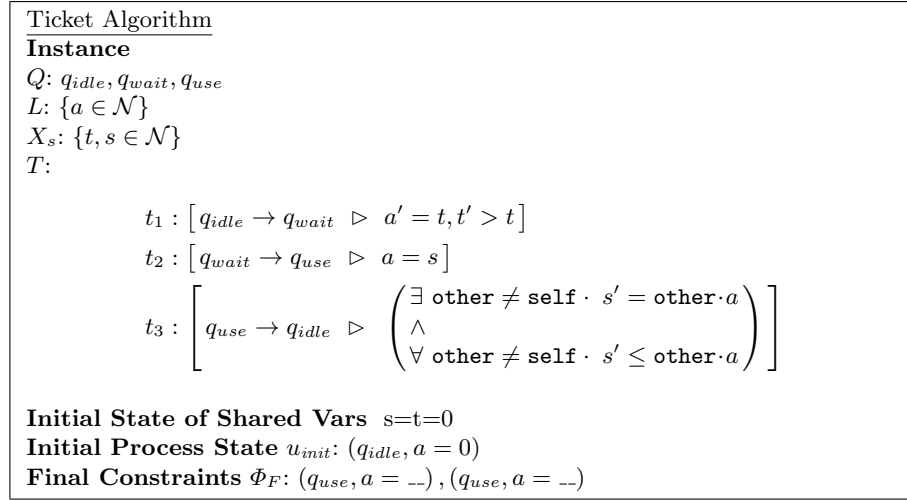 Ticket Algorithm
Instance
Q: q_idle, q_wait, q_use
L: {a ∈ 𝒩}
X_s: {t, s ∈ 𝒩}
T:
t_1 : [ q_idle → q_wait ▷ a′ = t, t′ > t ]
t_2 : [ q_wait → q_use ▷ a = s ]
t_3 : [ q_use → q_idle ▷ ( ∃ other ≠ self · s′ = other·a
∧
∀ other ≠ self · s′ ≤ other·a ) ]
Initial State of Shared Vars s=t=0
Initial Process State u_init: (q_idle, a = 0)
Final Constraints Φ_F: (q_use, a = __) , (q_use, a = __)